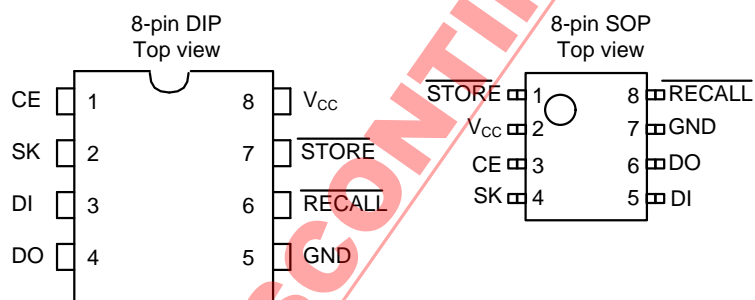 8-pin DIP
Top view
CE 1 8 VCC
SK 2 7 STORE
DI 3 6 RECALL
DO 4 5 GND
8-pin SOP
Top view
STORE 1 8 RECALL
VCC 2 7 GND
CE 3 6 DO
SK 4 5 DI
SCONTIN